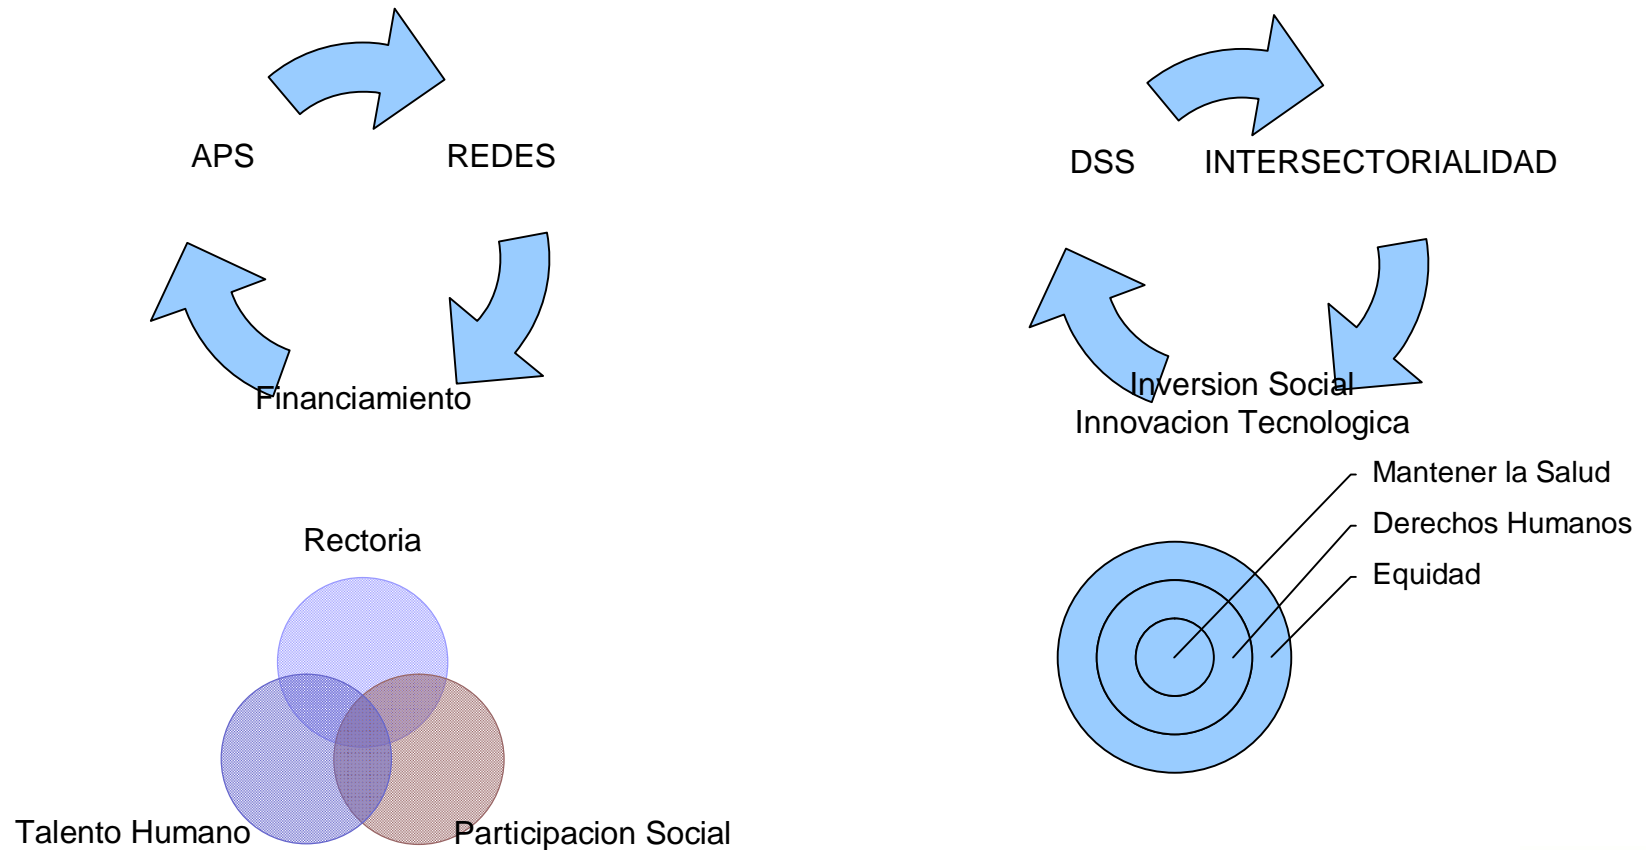 APS
REDES
Financiamiento
DSS
INTERSECTORIALIDAD
Inversion Social
Innovacion Tecnologica
Rectoria
Talento Humano
Participacion Social
Mantener la Salud
Derechos Humanos
Equidad